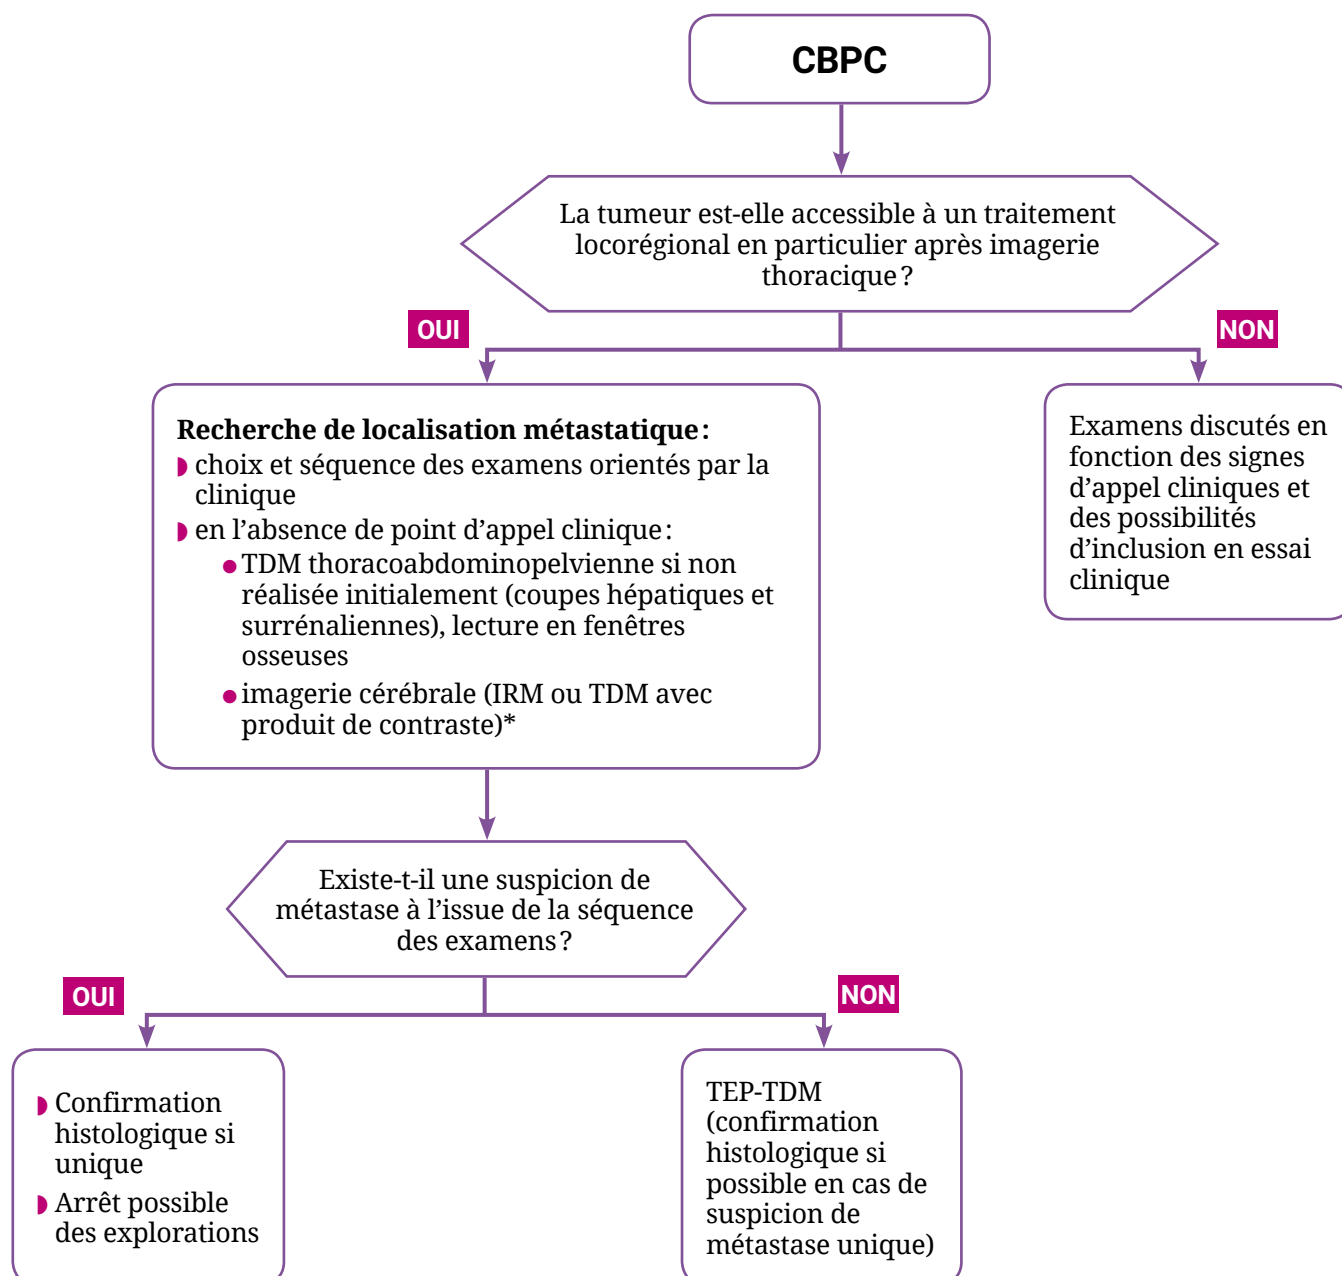 CBPC
La tumeur est-elle accessible à un traitement
locorégional en particulier après imagerie
thoracique ?
OUI
NON
Recherche de localisation métastatique :
choix et séquence des examens orientés par la
clinique
en l’absence de point d’appel clinique :
TDM thoracoabdominopelvienne si non
réalisée initialement (coupes hépatiques et
surrénaliennes), lecture en fenêtres
osseuses
imagerie cérébrale (IRM ou TDM avec
produit de contraste)*
Examens discutés en
fonction des signes
d’appel cliniques et
des possibilités
d’inclusion en essai
clinique
Existe-t-il une suspicion de
métastase à l’issue de la séquence
des examens ?
OUI
NON
Confirmation
histologique si
unique
Arrêt possible
des explorations
TEP-TDM
(confirmation
histologique si
possible en cas de
suspicion de
métastase unique)